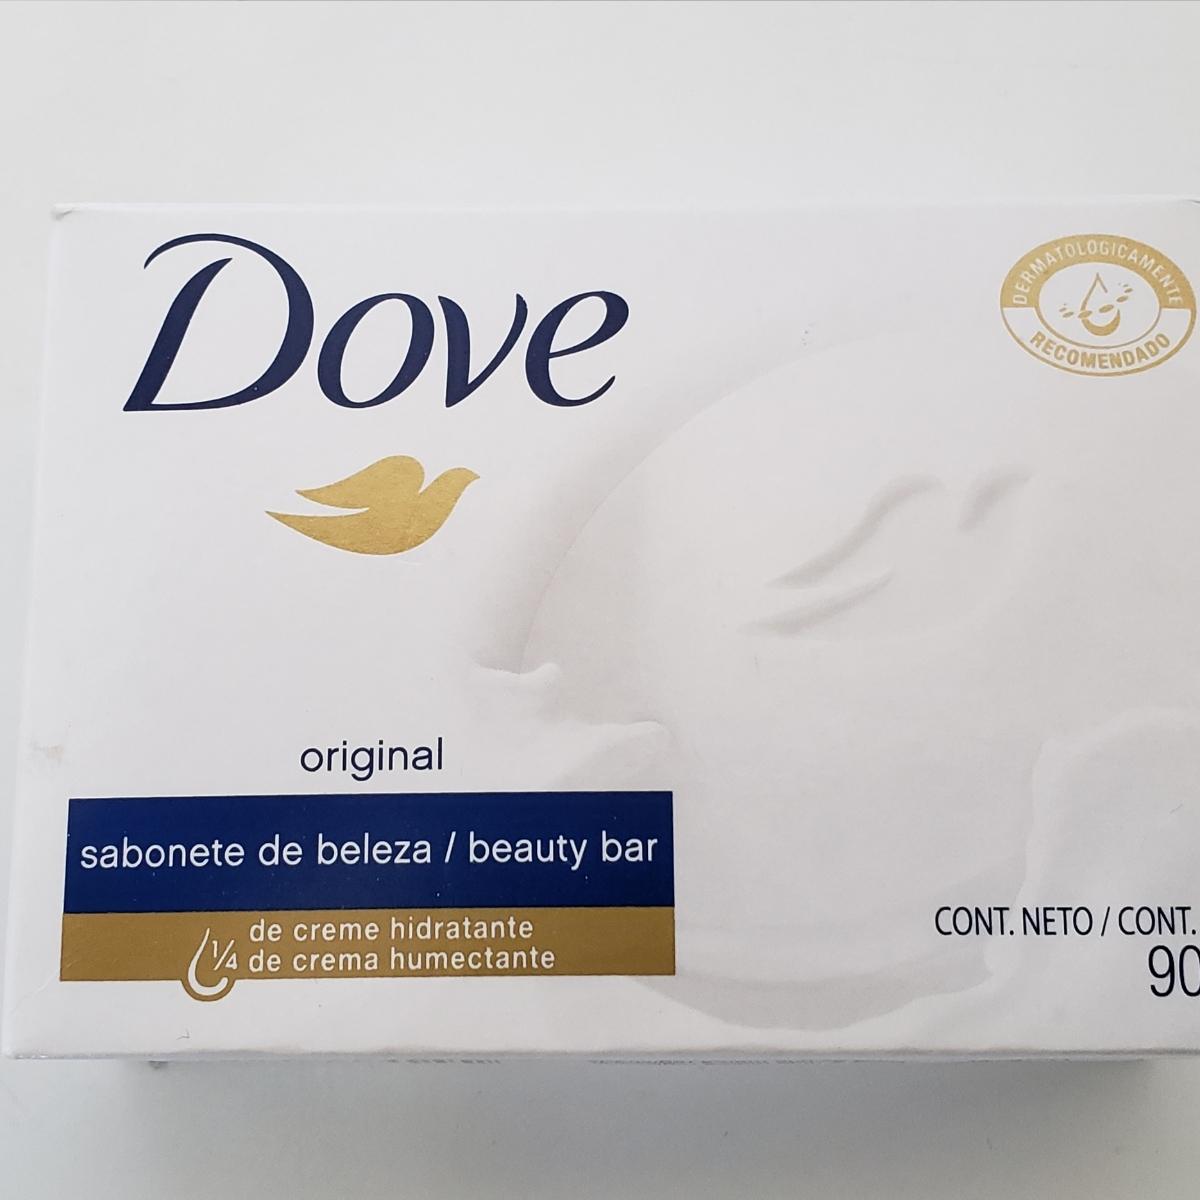 Dove
DERMATOLOGICAMENTE
RECOMENDADO
original
sabonete de beleza / beauty bar
1/4 de creme hidratante
de crema humectante
CONT. NETO / CONT.
90